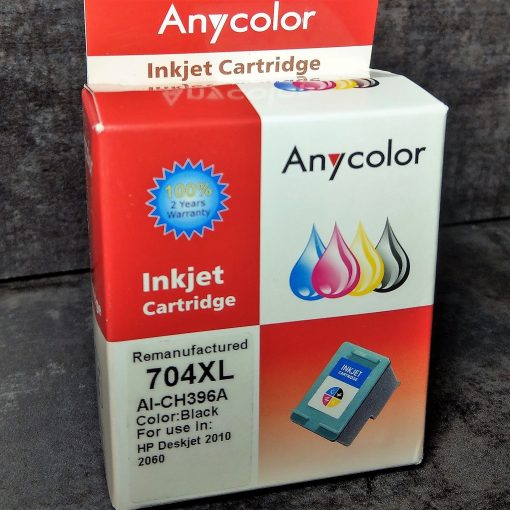 Anycolor
Inkjet Cartridge
Anycolor
100%
2 Years
Warranty
Inkjet
Cartridge
Remanufactured
704XL
AI-CH396A
Color:Black
For use in:
HP Deskjet 2010
2060
INKJET
CARTRIDGE